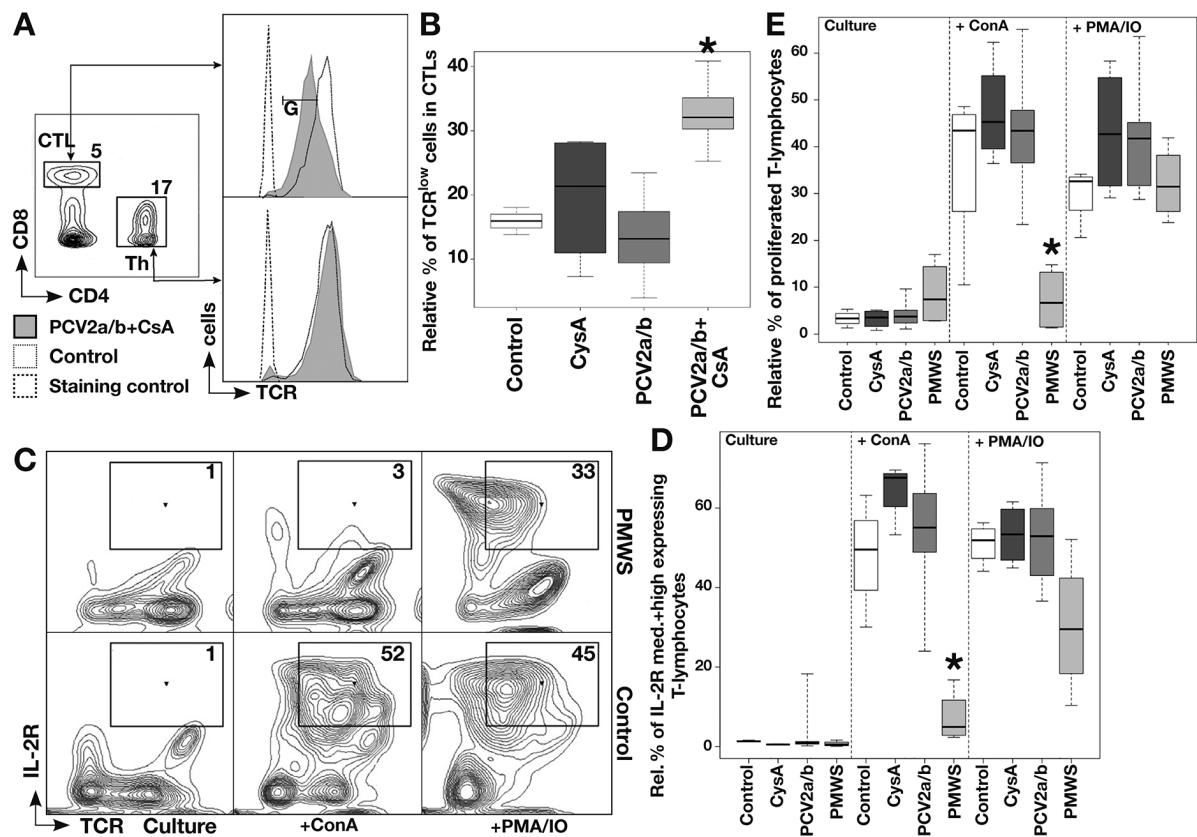 A
CTL
5
17
Th
CD8
CD4
G
cells
TCR
PCV2a/b+CsA
Control
Staining control
B
Relative % of TCRlow cells in CTLs
40
30
20
10
Control
CysA
PCV2a/b
PCV2a/b+
CsA
*
E
Relative % of proliferated T-lymphocytes
Culture
+ ConA
+ PMA/IO
60
50
40
30
20
10
0
*
Control
CysA
PCV2a/b
PMWS
Control
CysA
PCV2a/b
PMWS
Control
CysA
PCV2a/b
PMWS
C
1
3
33
PMWS
1
52
45
Control
IL-2R
TCR
Culture
+ConA
+PMA/IO
D
Rel. % of IL-2R med.+high expressing
T-lymphocytes
Culture
+ ConA
+ PMA/IO
60
40
20
0
*
Control
CysA
PCV2a/b
PMWS
Control
CysA
PCV2a/b
PMWS
Control
CysA
PCV2a/b
PMWS